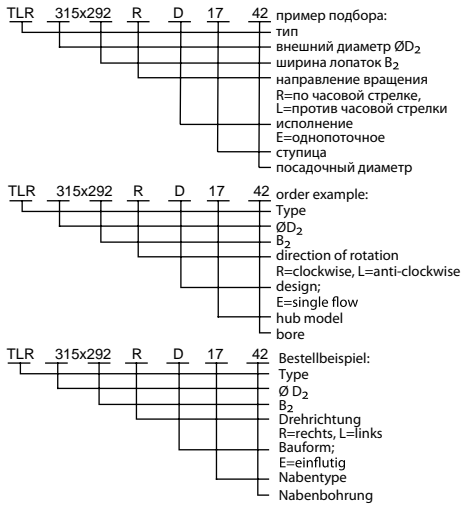 TLR 315x292 R D 17 42 пример подбора:
тип
внешний диаметр ØD2
ширина лопаток B2
направление вращения
R=по часовой стрелке,
L=против часовой стрелки
исполнение
E=однопоточное
ступица
посадочный диаметр
TLR 315x292 R D 17 42 order example:
Type
ØD2
B2
direction of rotation
R=clockwise, L=anti-clockwise
design;
E=single flow
hub model
bore
TLR 315x292 R D 17 42 Bestellbeispiel:
Type
Ø D2
B2
Drehrichtung
R=rechts, L=links
Bauform;
E=einflutig
Nabentype
Nabenbohrung